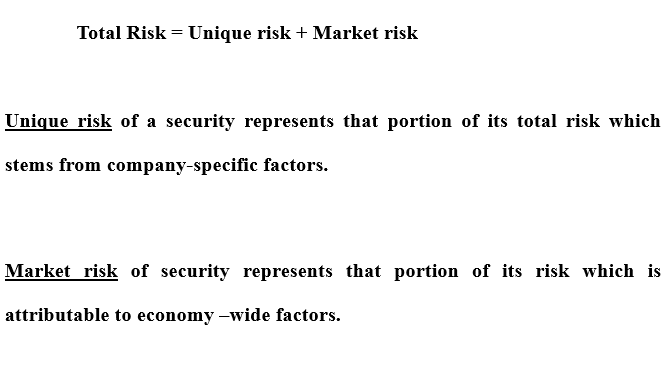 Total Risk = Unique risk + Market risk
Unique risk of a security represents that portion of its total risk which
stems from company-specific factors.
Market risk of security represents that portion of its risk which is
attributable to economy –wide factors.